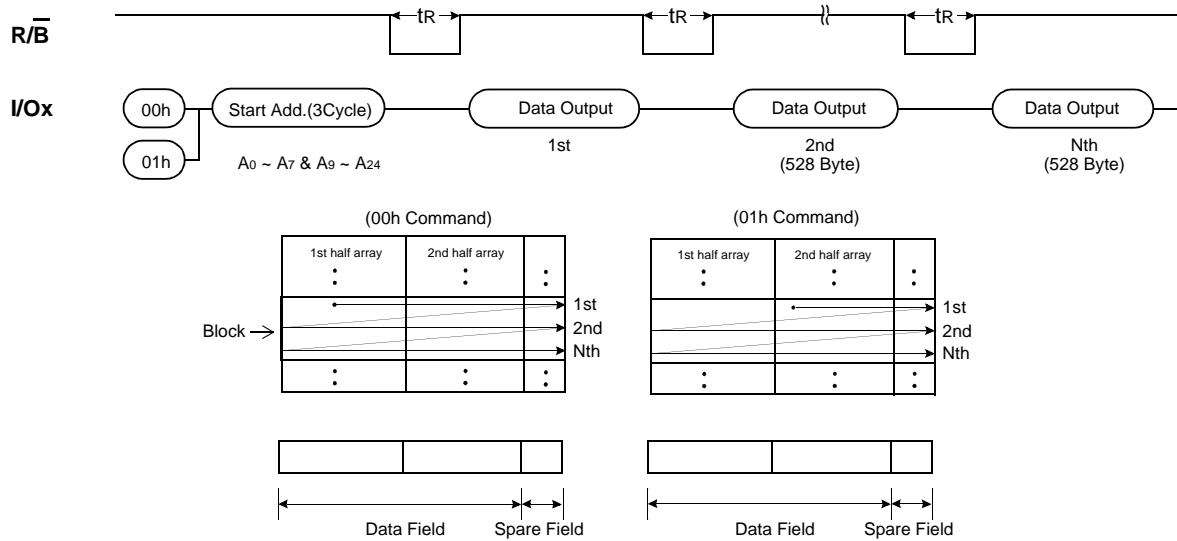 R/B
tR
tR
tR
I/Ox
00h
01h
Start Add.(3Cycle)
A0 ~ A7 & A9 ~ A24
Data Output
1st
Data Output
2nd
(528 Byte)
Data Output
Nth
(528 Byte)
(00h Command)
1st half array
2nd half array
Block
1st
2nd
Nth
(01h Command)
1st half array
2nd half array
1st
2nd
Nth
Data Field
Spare Field
Data Field
Spare Field